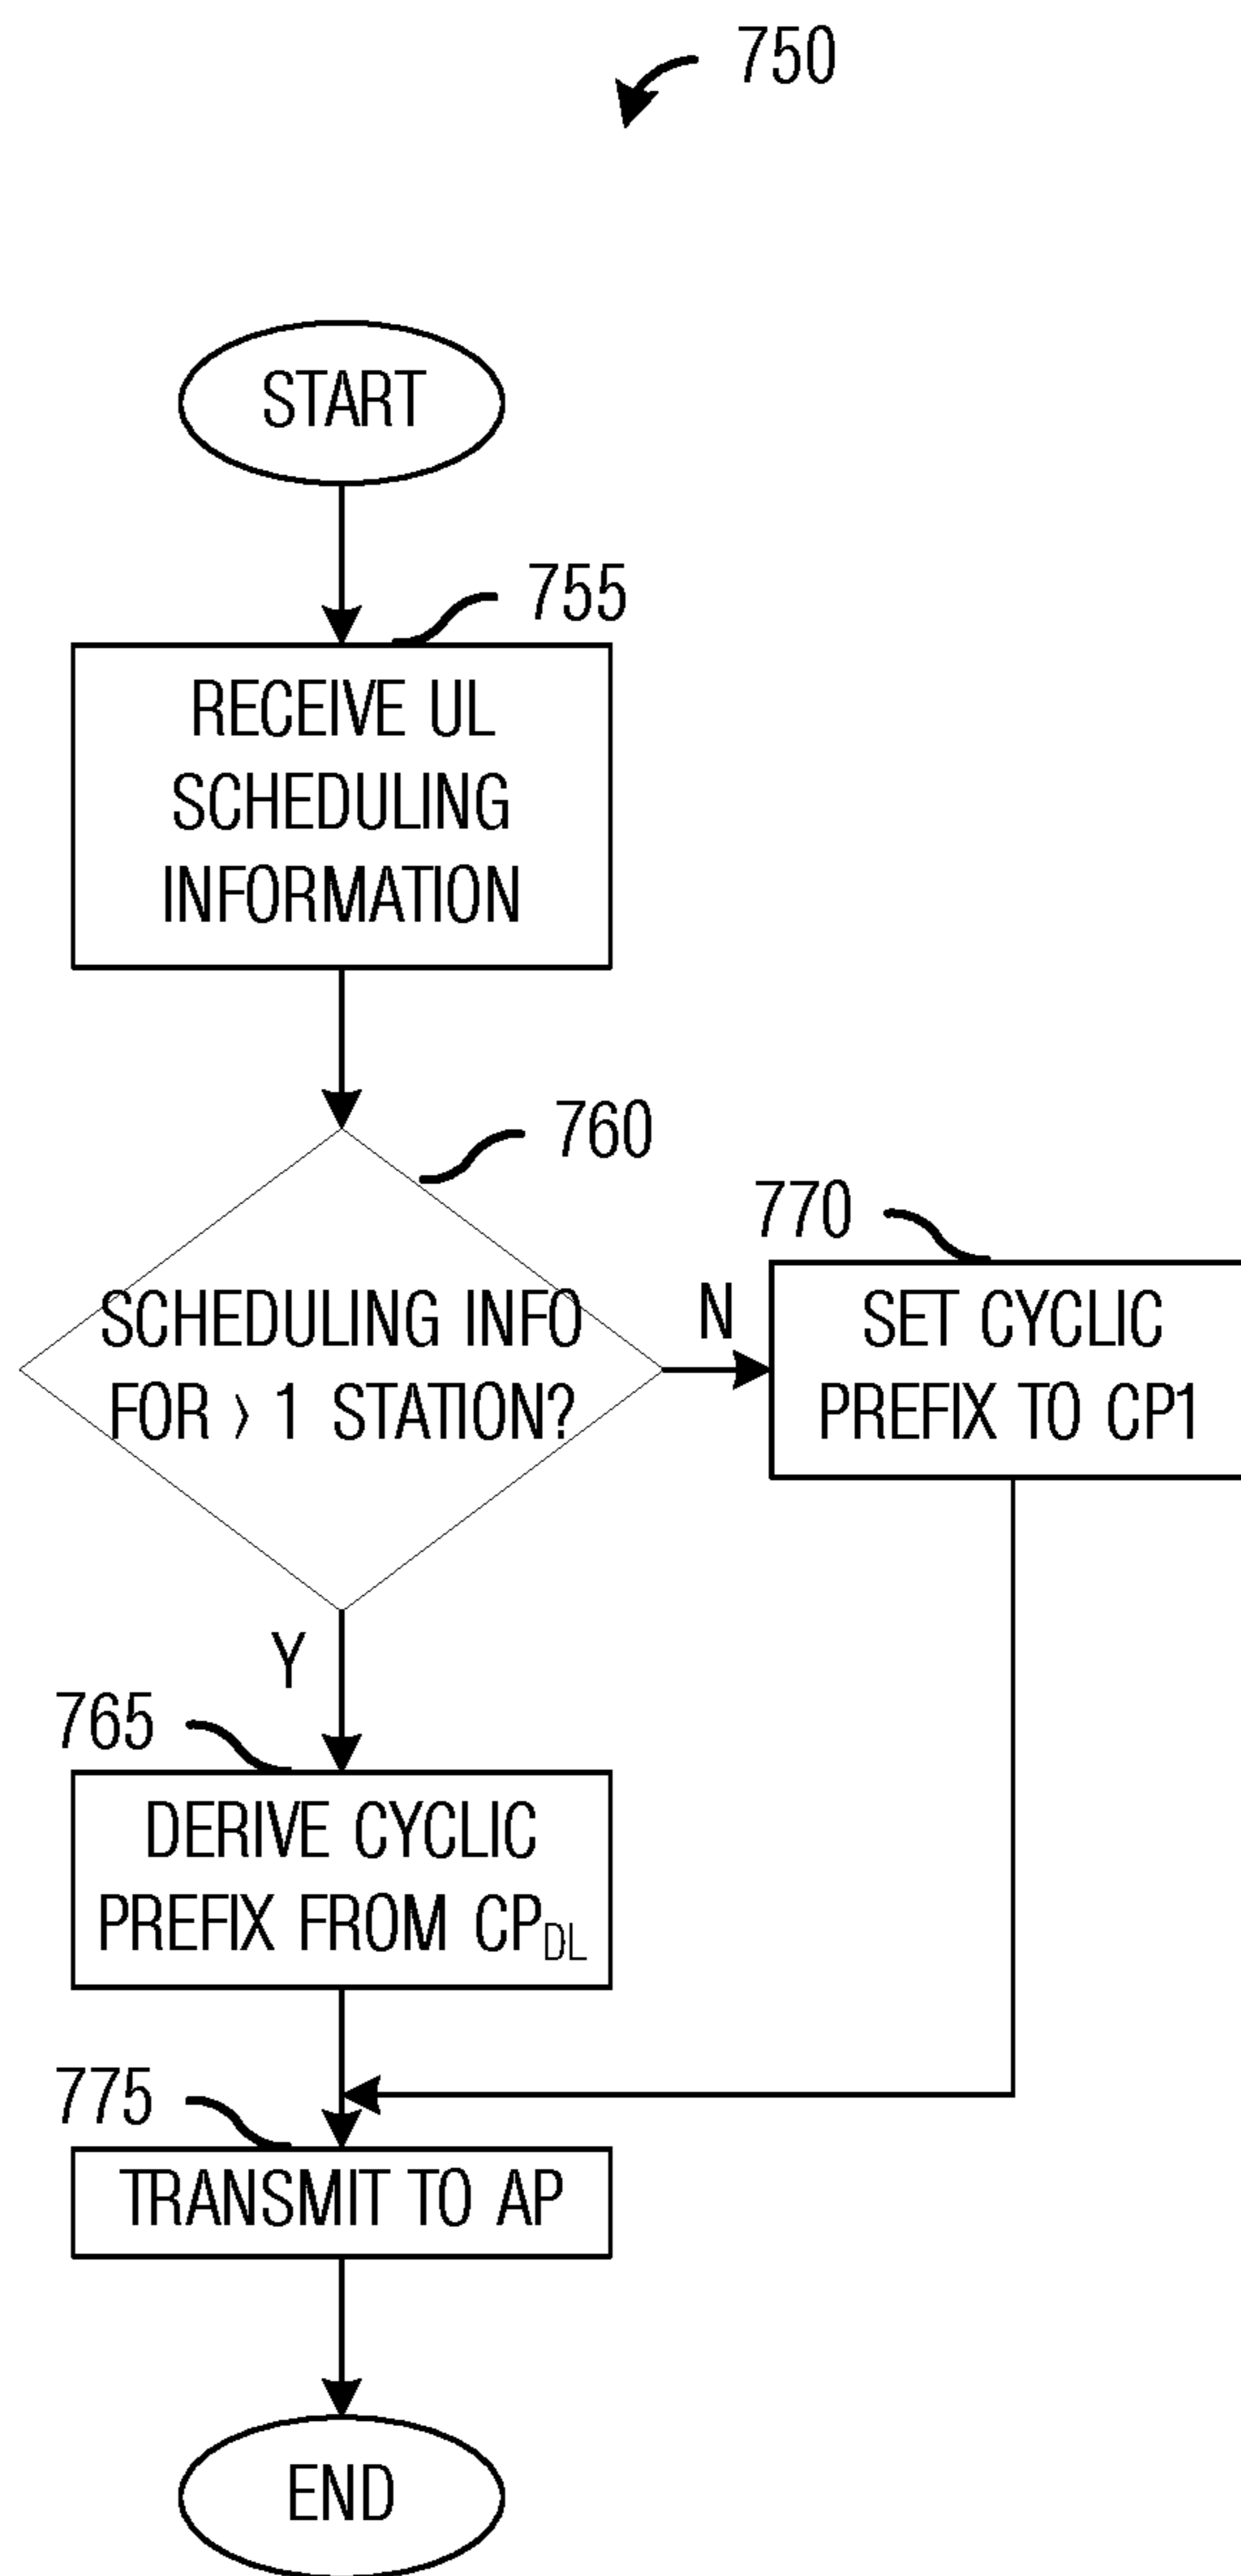 750
START
755
RECEIVE UL
SCHEDULING
INFORMATION
760
770
SCHEDULING INFO
FOR > 1 STATION?
N
SET CYCLIC
PREFIX TO CP1
Y
765
DERIVE CYCLIC
PREFIX FROM CPDL
775
TRANSMIT TO AP
END